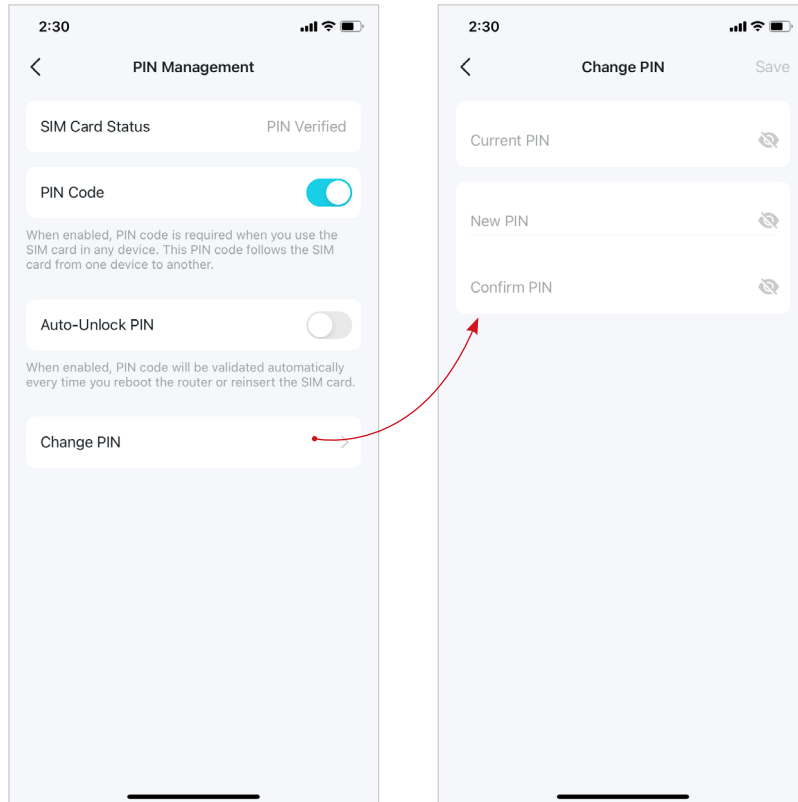 2:30
PIN Management
SIM Card Status PIN Verified
PIN Code
When enabled, PIN code is required when you use the
SIM card in any device. This PIN code follows the SIM
card from one device to another.
Auto-Unlock PIN
When enabled, PIN code will be validated automatically
every time you reboot the router or reinsert the SIM card.
Change PIN
2:30
Change PIN Save
Current PIN
New PIN
Confirm PIN